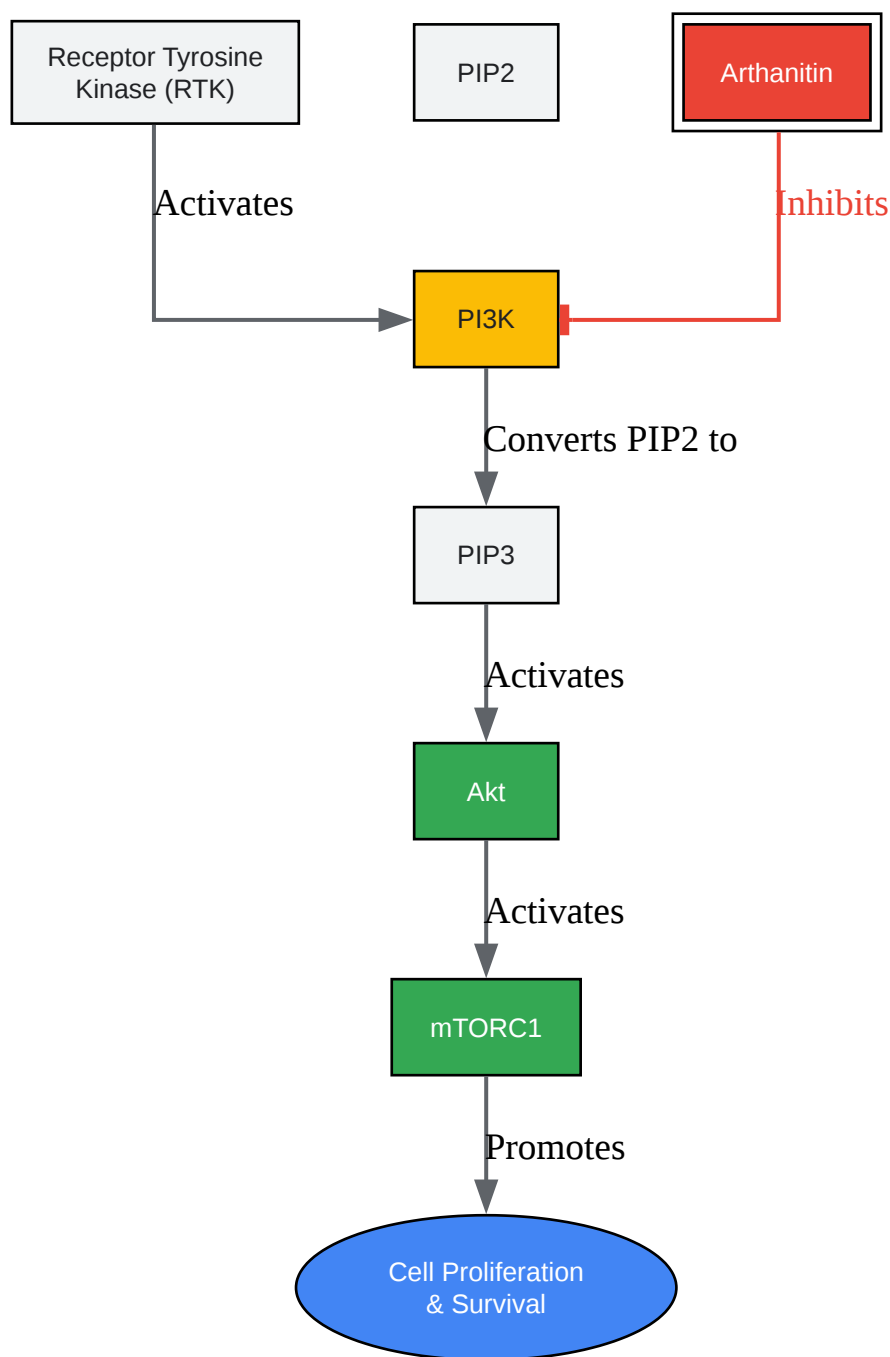 Receptor Tyrosine
Kinase (RTK)
PIP2
Arthanitin
Activates
Inhibits
PI3K
Converts PIP2 to
PIP3
Activates
Akt
Activates
mTORC1
Promotes
Cell Proliferation
& Survival